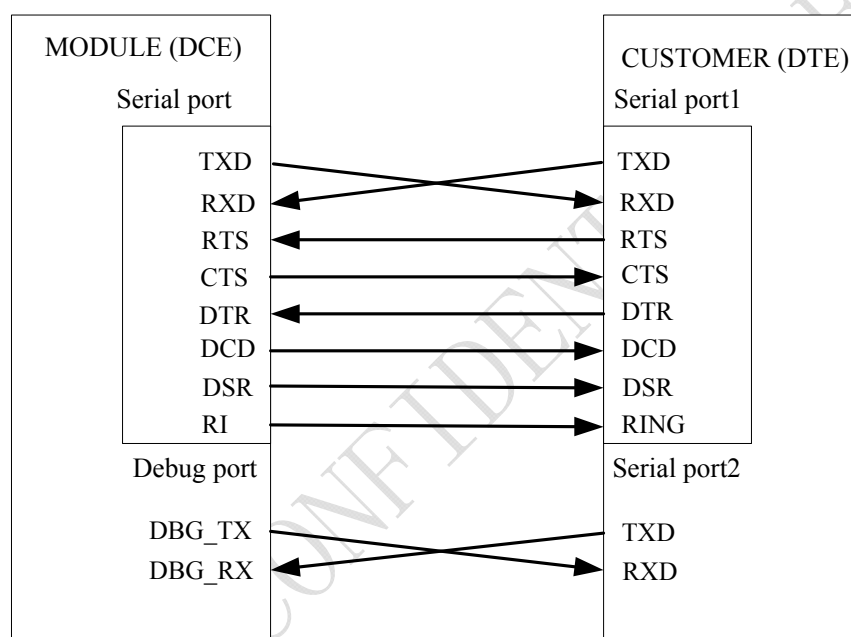 MODULE (DCE)
CUSTOMER (DTE)
Serial port
Serial port1
TXD
TXD
RXD
RXD
RTS
RTS
CTS
CTS
DTR
DTR
DCD
DCD
DSR
DSR
RI
RING
Debug port
Serial port2
DBG_TX
TXD
DBG_RX
RXD
CONFIDENT